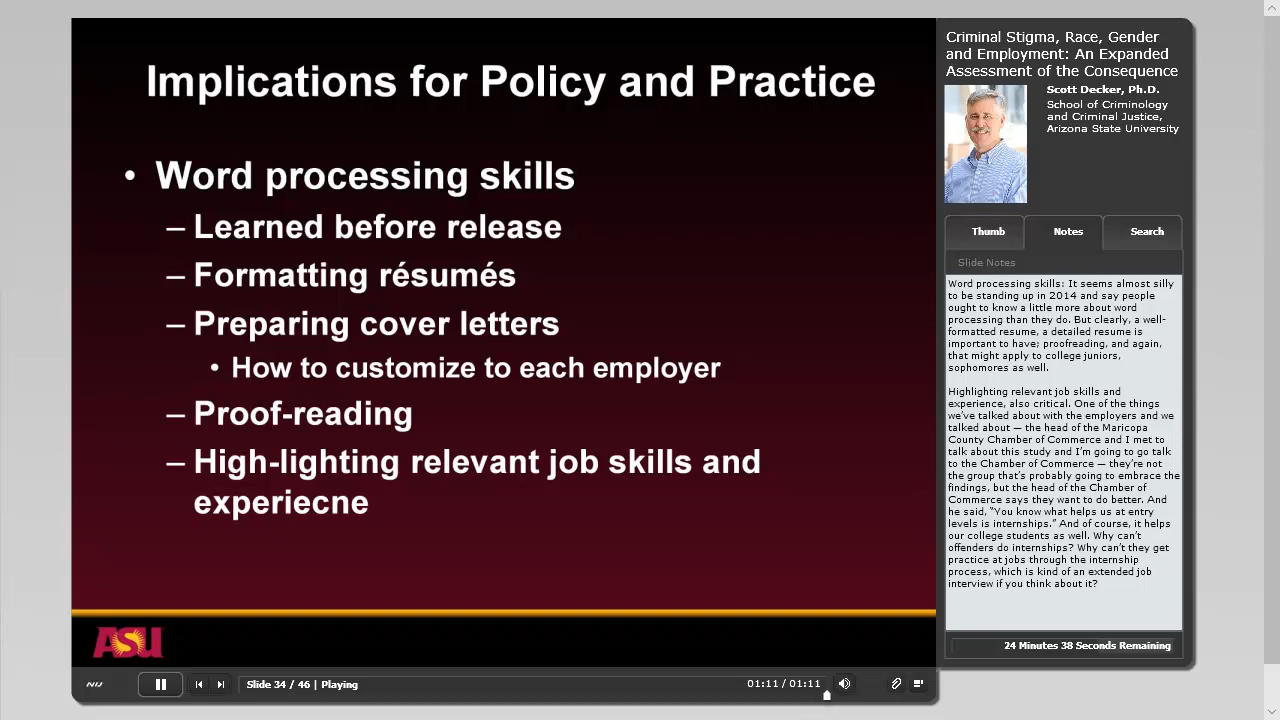 Implications for Policy and Practice
• Word processing skills
– Learned before release
– Formatting résumés
– Preparing cover letters
• How to customize to each employer
– Proof-reading
– High-lighting relevant job skills and
experiecne
ASU
Slide 34 / 46 | Playing
01:11 / 01:11
Criminal Stigma, Race, Gender
and Employment: An Expanded
Assessment of the Consequence
Scott Decker, Ph.D.
School of Criminology
and Criminal Justice,
Arizona State University
Thumb Notes Search
Slide Notes
Word processing skills: It seems almost silly
to be standing up in 2014 and say people
ought to know a little more about word
processing than they do. But clearly, a well-
formatted resume, a detailed resume is
important to have; proofreading, and again,
that might apply to college juniors,
sophomores as well.
Highlighting relevant job skills and
experience, also critical. One of the things
we've talked about with the employers and we
talked about — the head of the Maricopa
County Chamber of Commerce and I met to
talk about this study and I'm going to go talk
to the Chamber of Commerce — they're not
the group that's probably going to embrace the
findings, but the head of the Chamber of
Commerce says they want to do better. And
he said, "You know what helps us at entry
levels is internships." And of course, it helps
our college students as well. Why can't
offenders do internships? Why can't they get
practice at jobs through the internship
process, which is kind of an extended job
interview if you think about it?
24 Minutes 38 Seconds Remaining